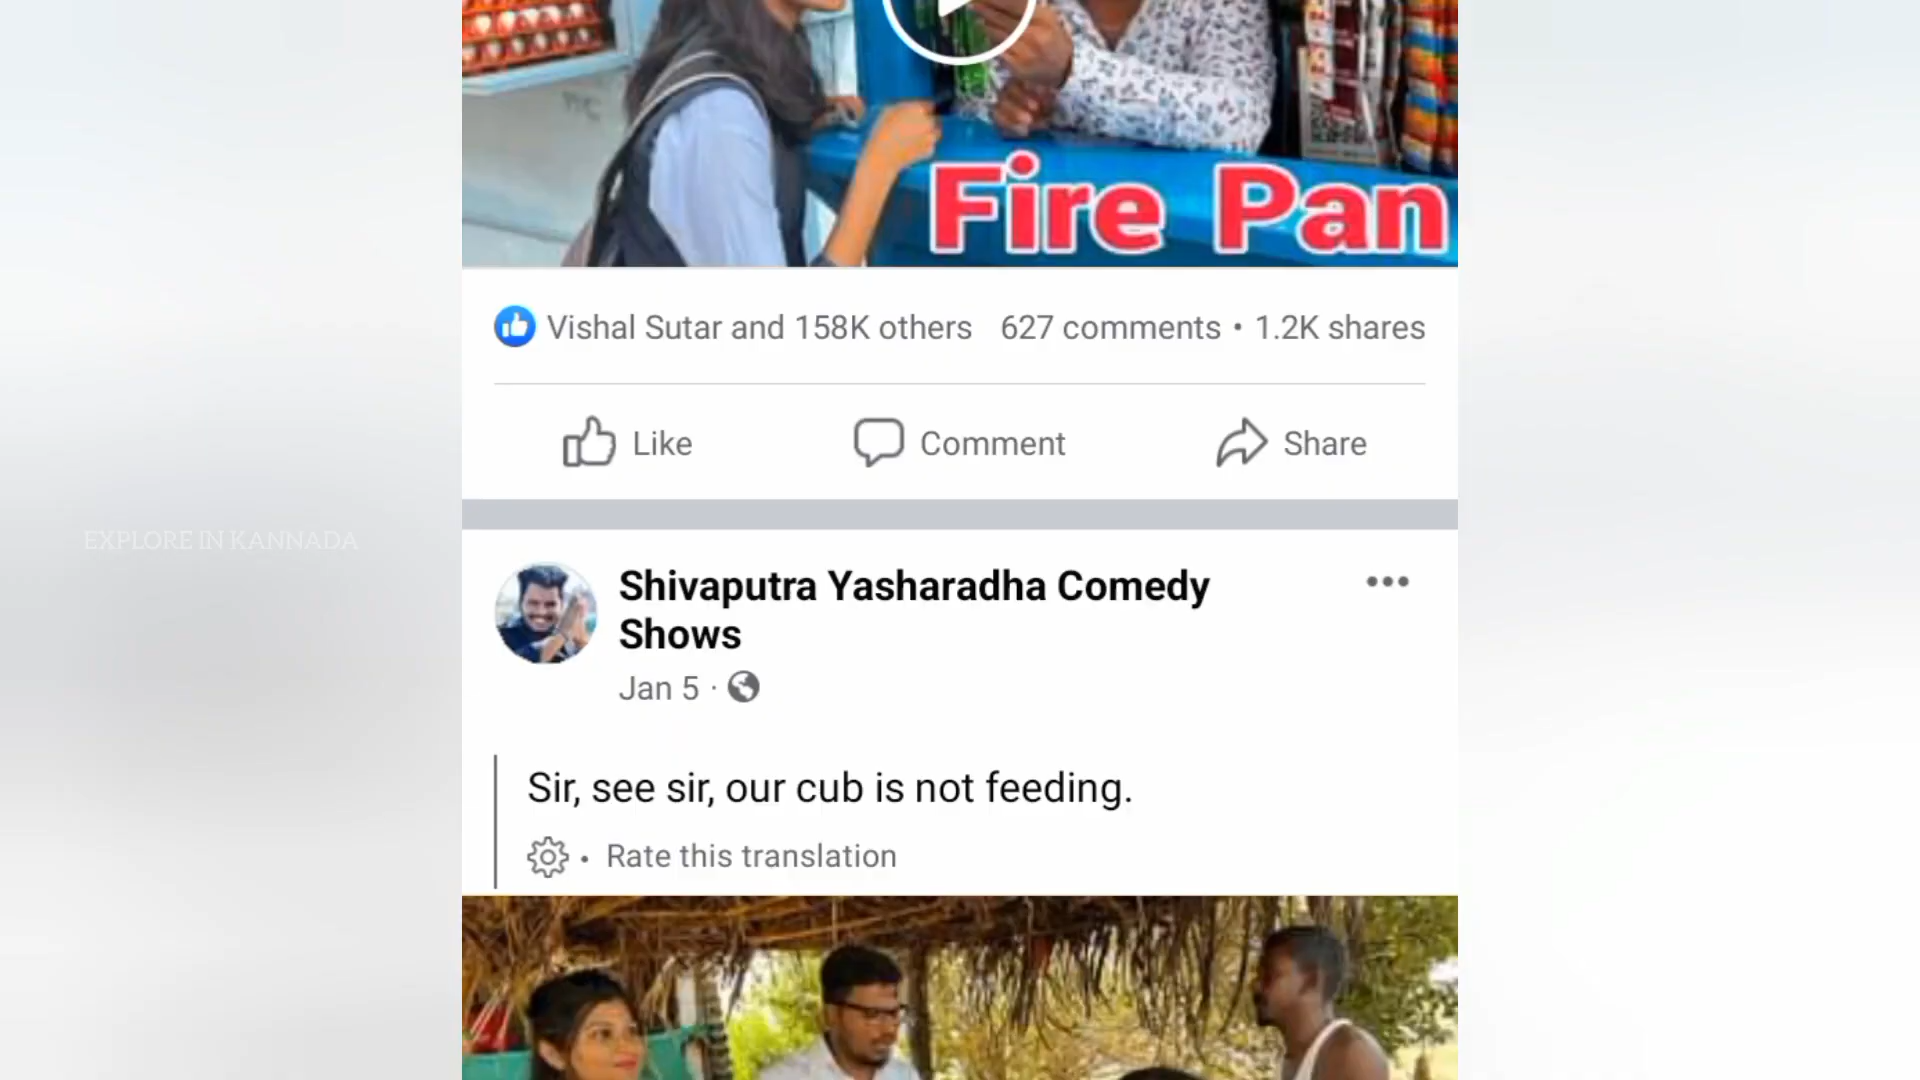 Fire Pan
Vishal Sutar and 158K others 627 comments • 1.2K shares
Like Comment Share
EXPLORE IN KANNADA
Shivaputra Yasharadha Comedy
Shows
Jan 5 ·
Sir, see sir, our cub is not feeding.
• Rate this translation